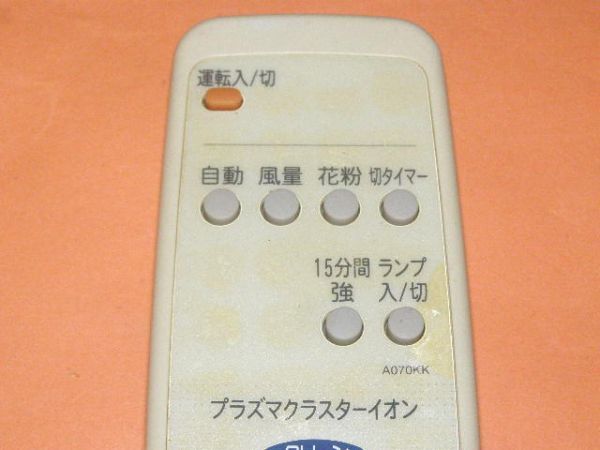 運転入/切
自動 風量 花粉 切タイマー
15分間 ランプ
強 入/切
A070KK
プラズマクラスターイオン